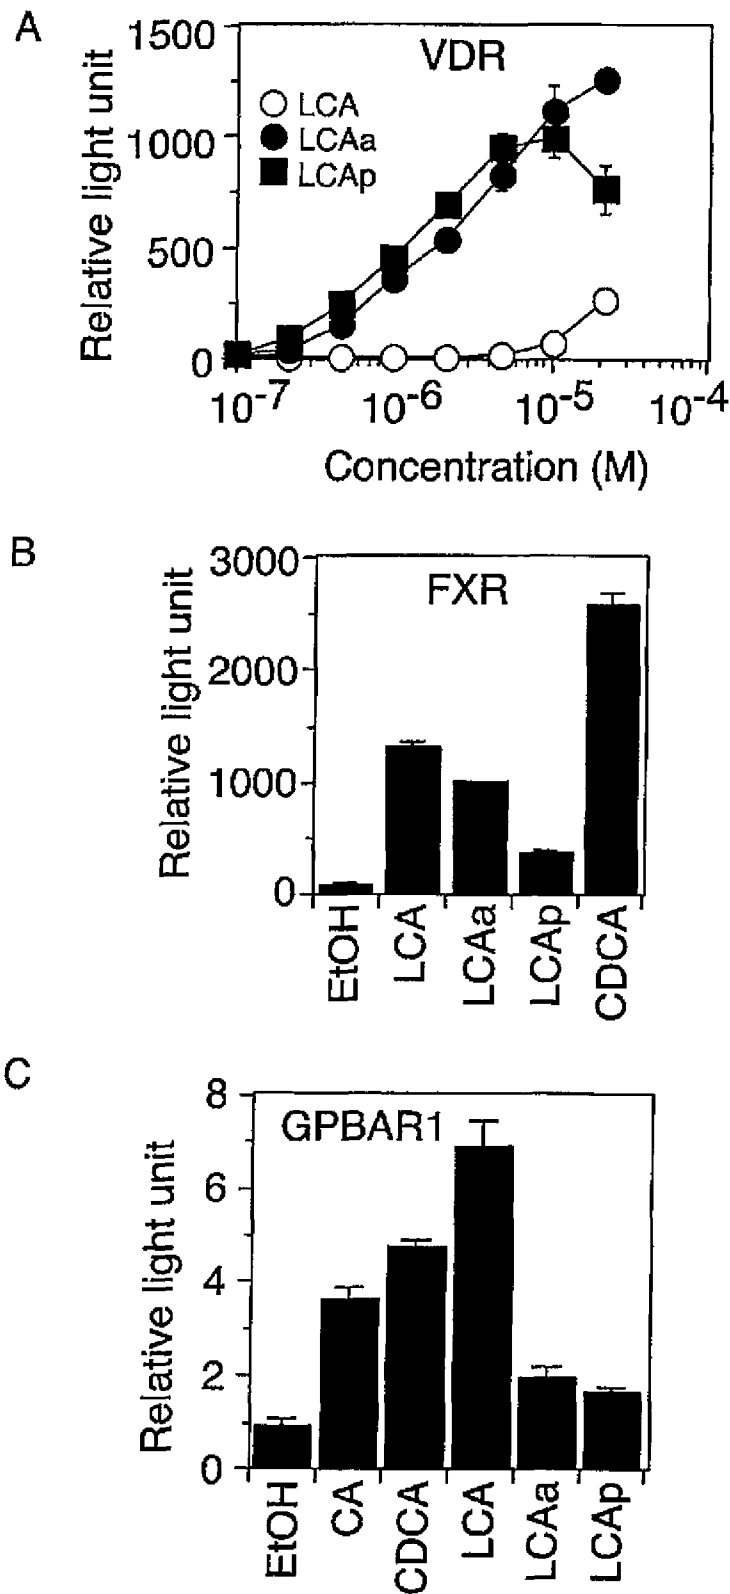 A
VDR
LCA
LCAa
LCAp
Relative light unit
1500
1000
500
0
10-7 10-6 10-5 10-4
Concentration (M)
B
FXR
Relative light unit
3000
2000
1000
0
EtOH LCA LCAa LCAp CDCA
C
GPBAR1
Relative light unit
8
6
4
2
0
EtOH CA CDCA LCA LCAa LCAp